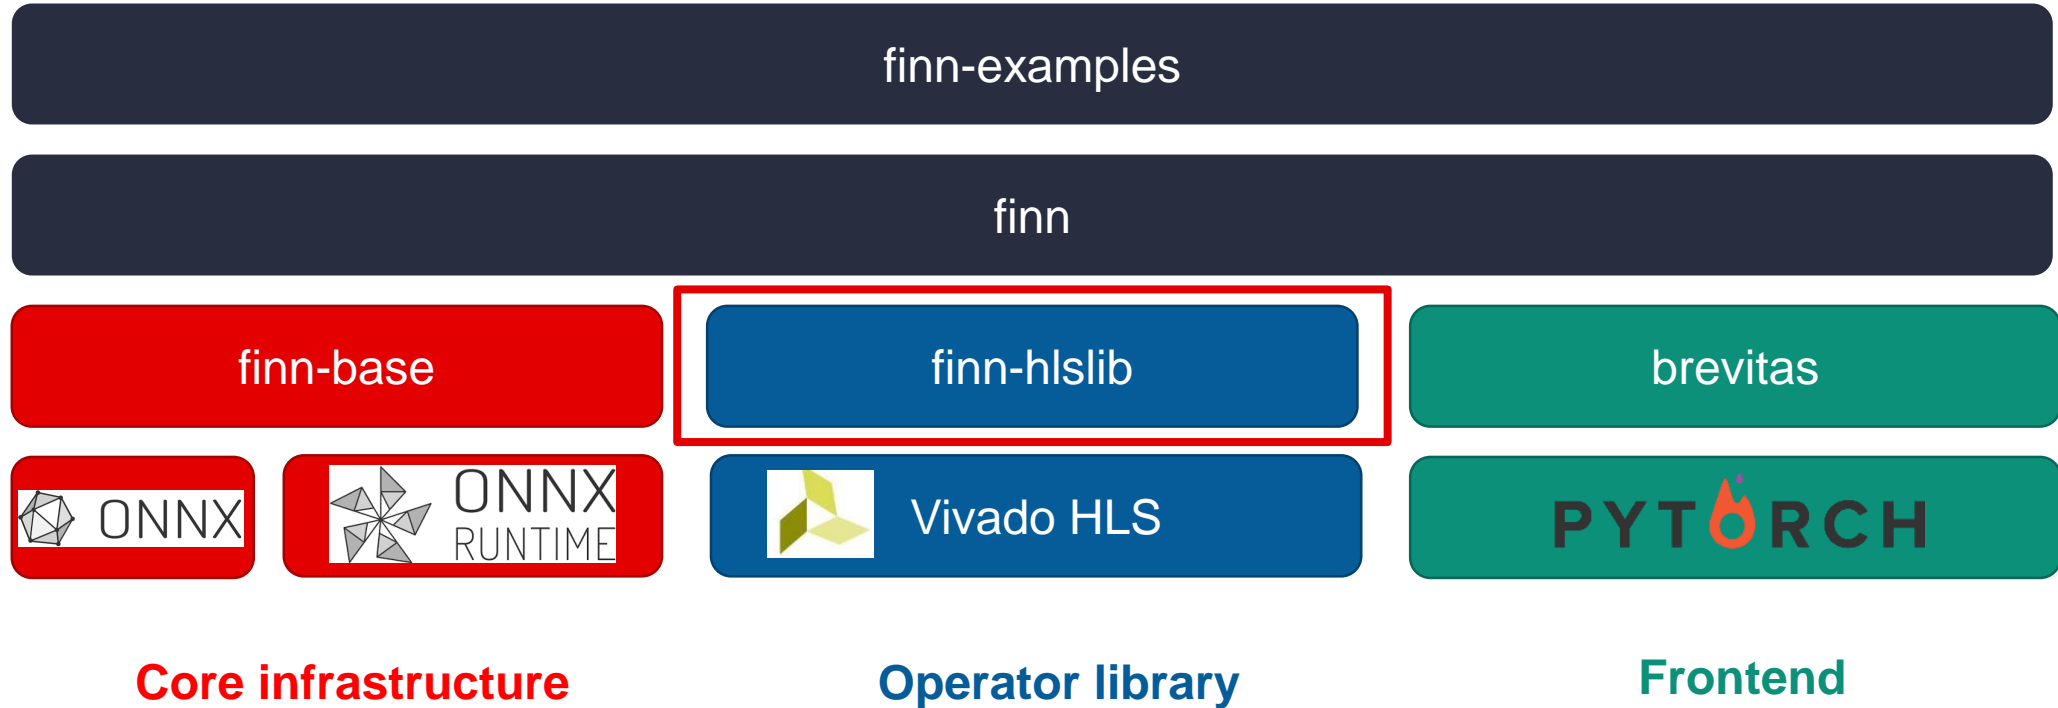 finn-examples
finn
finn-base
finn-hlslib
brevitas
ONNX
ONNX
RUNTIME
Vivado HLS
PYTORCH
Core infrastructure
Operator library
Frontend